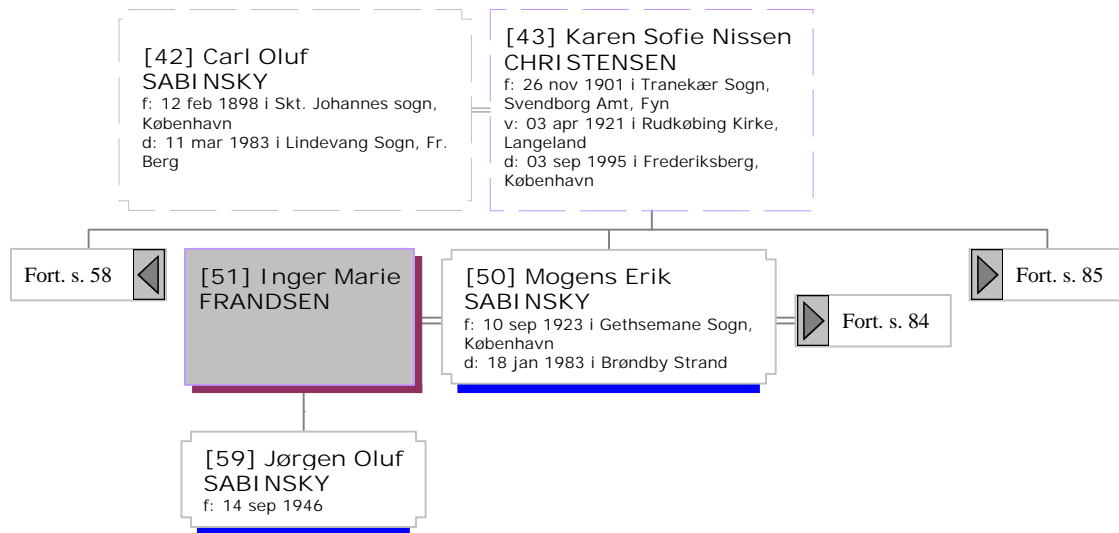 [42] Carl Oluf
SABINSKY
f: 12 feb 1898 i Skt. Johannes sogn,
København
d: 11 mar 1983 i Lindevang Sogn, Fr.
Berg
[43] Karen Sofie Nissen
CHRISTENSEN
f: 26 nov 1901 i Tranekær Sogn,
Svendborg Amt, Fyn
v: 03 apr 1921 i Rudkøbing Kirke,
Langeland
d: 03 sep 1995 i Frederiksberg,
København
Fort. s. 58
[51] Inger Marie
FRANDSEN
[50] Mogens Erik
SABINSKY
f: 10 sep 1923 i Gethsemane Sogn,
København
d: 18 jan 1983 i Brøndby Strand
Fort. s. 84
Fort. s. 85
[59] Jørgen Oluf
SABINSKY
f: 14 sep 1946